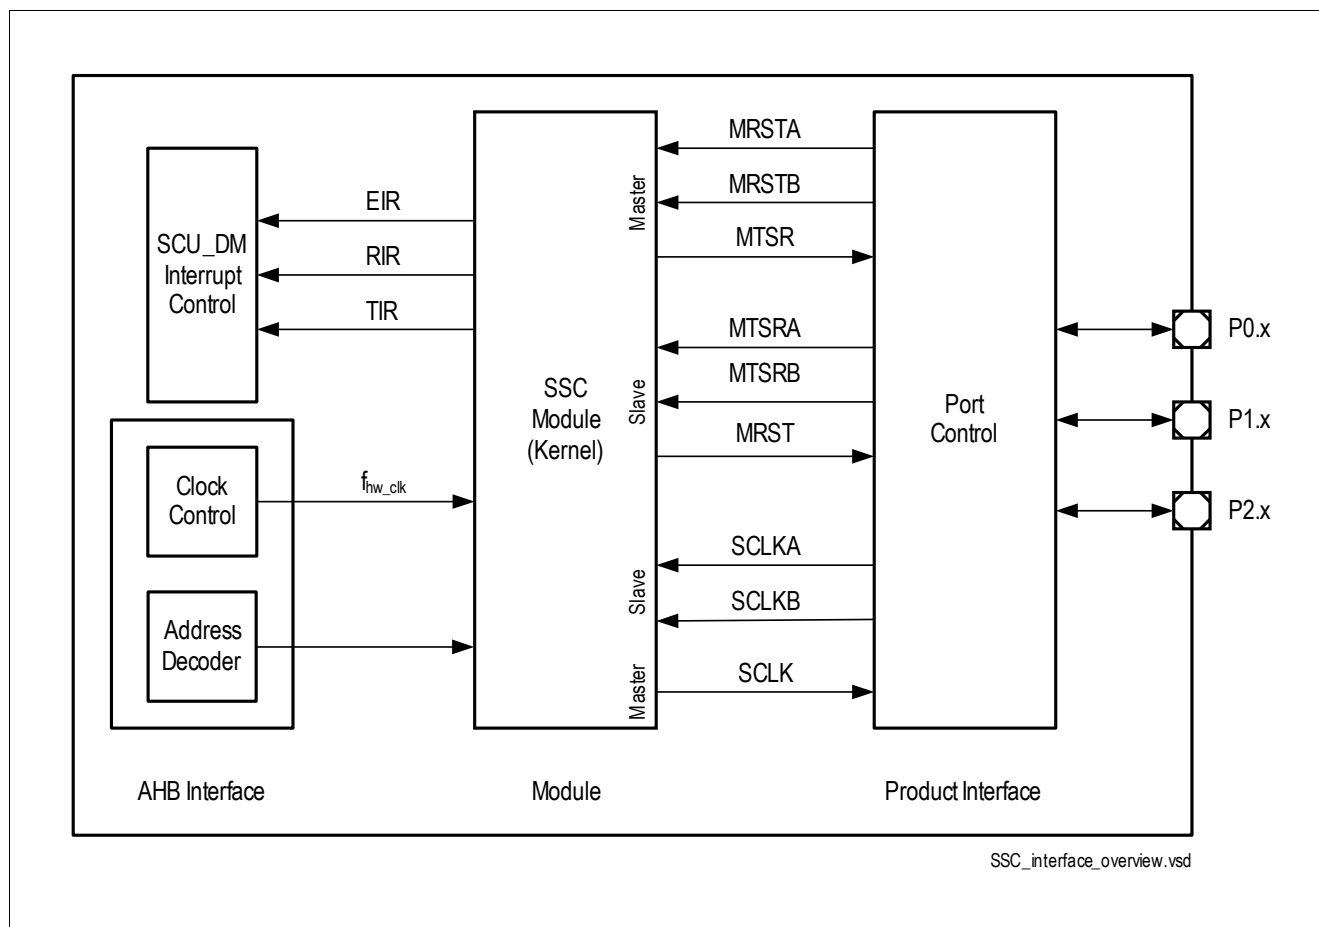 SCU_DM
Interrupt
Control
EIR
RIR
TIR
Clock
Control
f_hw_clk
Address
Decoder
AHB Interface
SSC
Module
(Kernel)
Master
Slave
Slave
Master
Module
MRSTA
MRSTB
MTSR
MTSRA
MTSRB
MRST
SCLKA
SCLKB
SCLK
Port
Control
Product Interface
P0.x
P1.x
P2.x
SSC_interface_overview.vsd